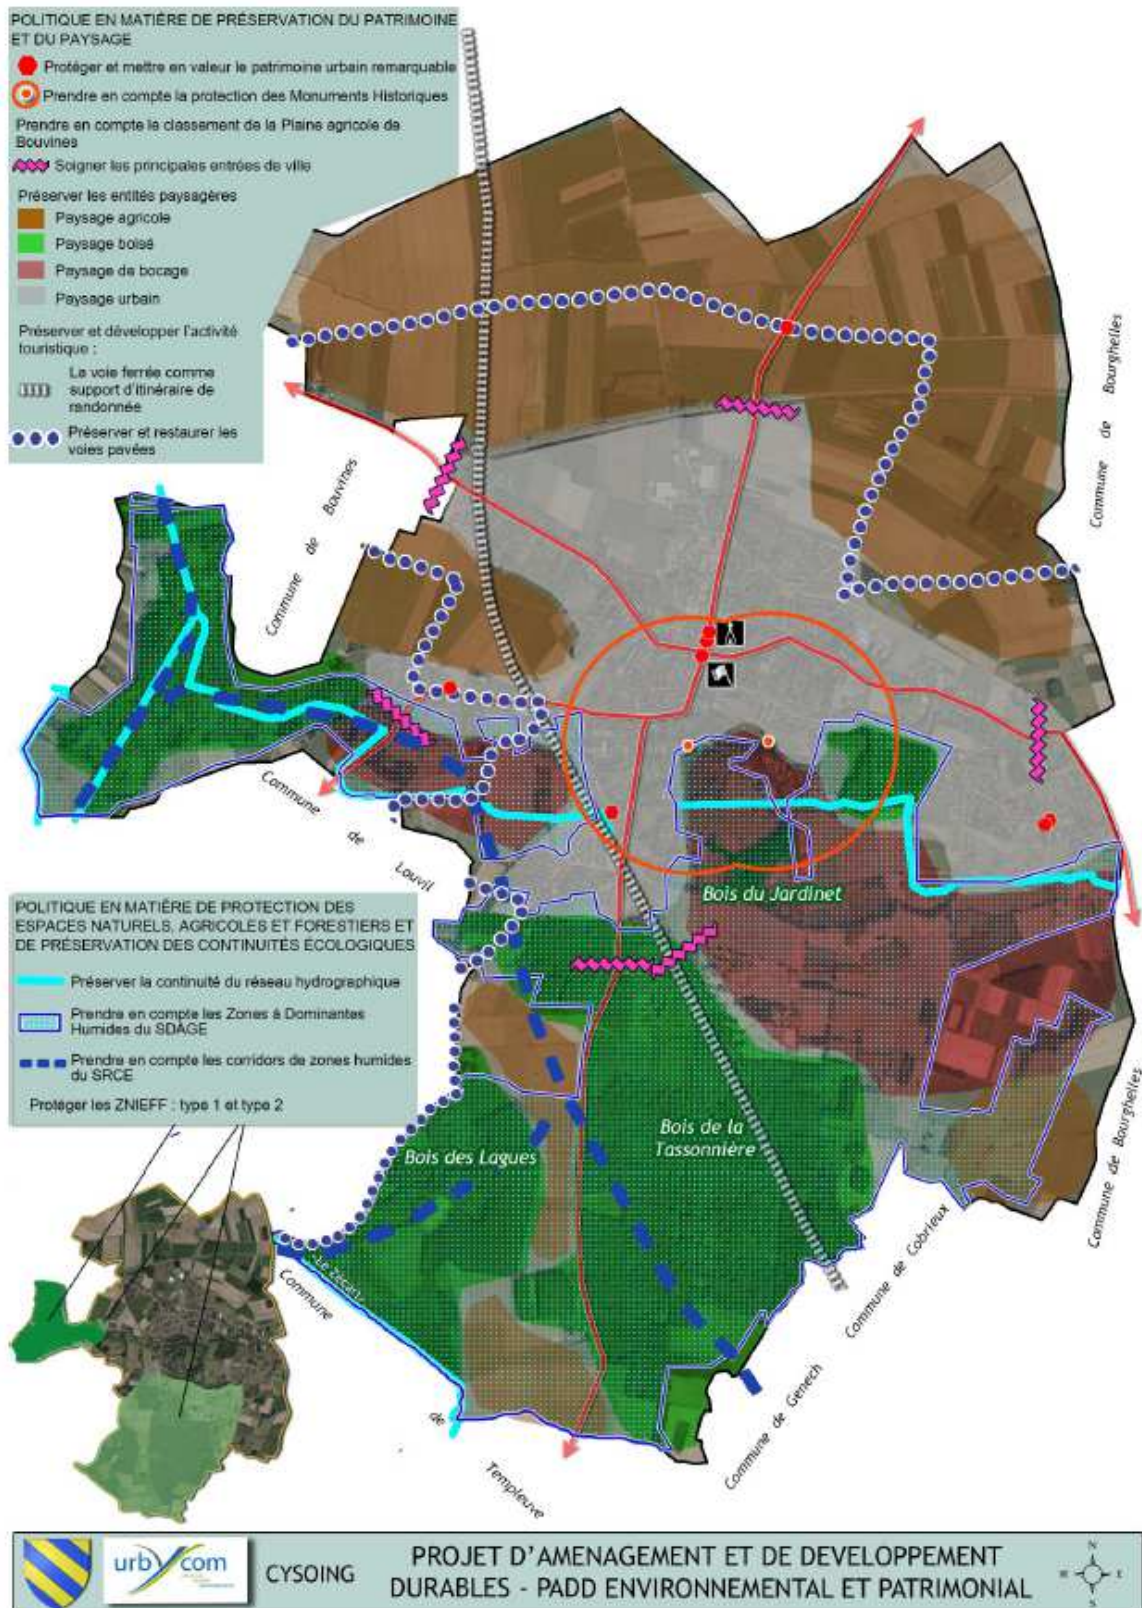 POLITIQUE EN MATIÈRE DE PRÉSERVATION DU PATRIMOINE
ET DU PAYSAGE
Protéger et mettre en valeur le patrimoine urbain remarquable
Prendre en compte la protection des Monuments Historiques
Prendre en compte le classement de la Plaine agricole de
Bouvines
Soigner les principales entrées de ville
Préserver les entités paysagères
Paysage agricole
Paysage boisé
Paysage de bocage
Paysage urbain
Préserver et développer l'activité
touristique :
La voie ferrée comme
support d'itinéraire de
randonnée
Préserver et restaurer les
voies pavées
Commune de Bourghelles
Commune de Bouvines
Commune de Louvil
Bois du Jardinet
POLITIQUE EN MATIÈRE DE PROTECTION DES
ESPACES NATURELS, AGRICOLES ET FORESTIERS ET
DE PRÉSERVATION DES CONTINUITÉS ÉCOLOGIQUES
Préserver la continuité du réseau hydrographique
Prendre en compte les Zones à Dominantes
Humides du SDAGE
Prendre en compte les corridors de zones humides
du SRCE
Protéger les ZNIEFF : type 1 et type 2
Bois des Lagues
Bois de la
Tassonnière
Commune de Bourghelles
Commune de Cobrieux
Commune de Genech
Commune de Templeuve
urbycom
CYSOING
PROJET D'AMENAGEMENT ET DE DEVELOPPEMENT
DURABLES - PADD ENVIRONNEMENTAL ET PATRIMONIAL
N
E
S